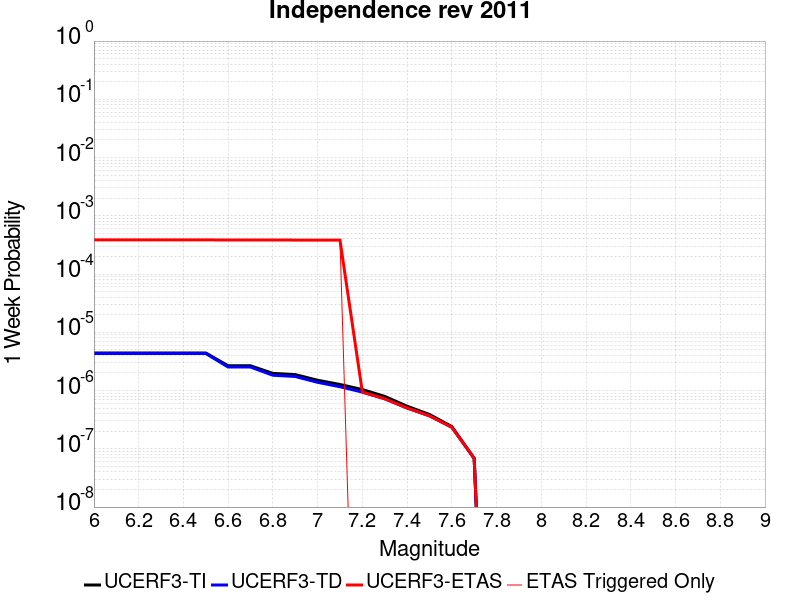 Independence rev 2011
1 Week Probability
10^0
10^-1
10^-2
10^-3
10^-4
10^-5
10^-6
10^-7
10^-8
6 6.2 6.4 6.6 6.8 7 7.2 7.4 7.6 7.8 8 8.2 8.4 8.6 8.8 9
Magnitude
UCERF3-TI UCERF3-TD UCERF3-ETAS ETAS Triggered Only